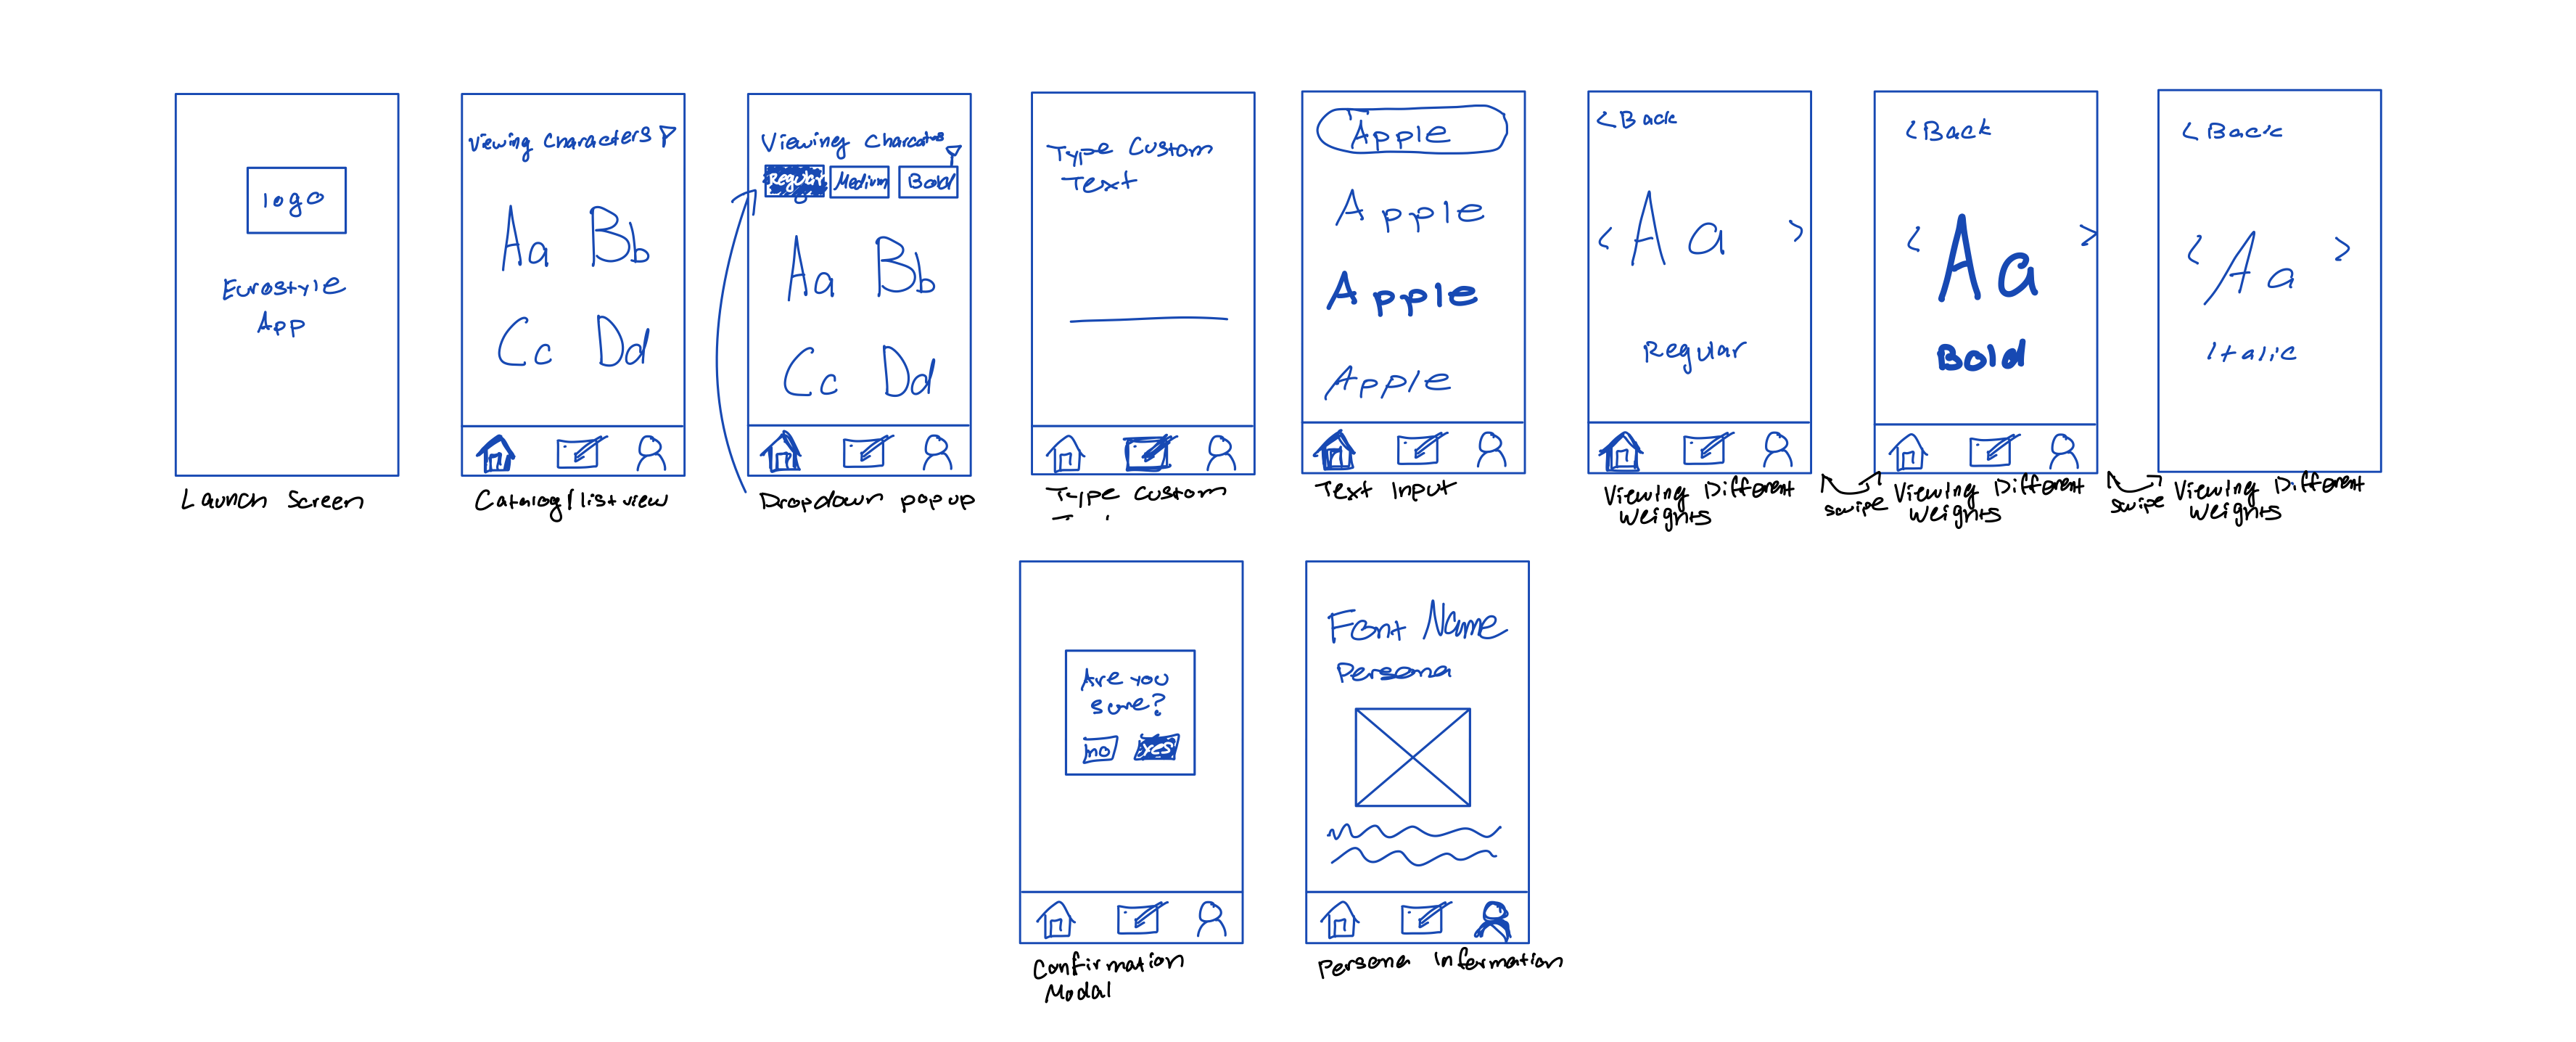 logo
Eurostyle
App
Launch Screen
Viewing Characters
Aa Bb
Cc Dd
Catalog/list view
Viewing
Regular Medium Bold
Aa Bb
Cc Dd
Dropdown pop up
Type Custom
Text
Type Custom
Apple
Apple
Apple
Apple
Text Input
< Back
< Aa >
Regular
Viewing Different
Weights
swipe
< Back
< Aa >
Bold
Viewing Different
Weights
swipe
< Back
< Aa >
Italic
Viewing Different
Weights
Are you
sure?
no yes
Confirmation
Modal
Font Name
Persona
Persona Information